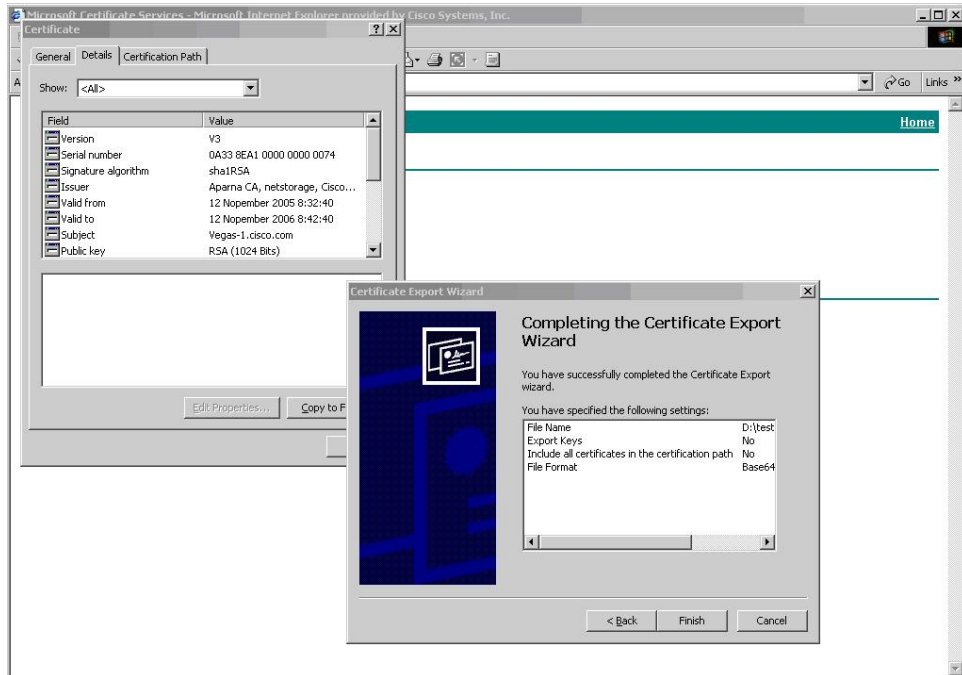 Microsoft Certificate Services - Microsoft Internet Explorer provided by Cisco Systems, Inc.
Certificate
General Details Certification Path
Show: <All>
Field Value
Version V3
Serial number 0A33 8EA1 0000 0000 0074
Signature algorithm sha1RSA
Issuer Aparna CA, netstorage, Cisco...
Valid from 12 Nopember 2005 8:32:40
Valid to 12 Nopember 2006 8:42:40
Subject Vegas-1.cisco.com
Public key RSA (1024 Bits)
Edit Properties... Copy to F
Go Links »
Home
Certificate Export Wizard
Completing the Certificate Export
Wizard
You have successfully completed the Certificate Export
wizard.
You have specified the following settings:
File Name D:\test
Export Keys No
Include all certificates in the certification path No
File Format Base64
< Back Finish Cancel